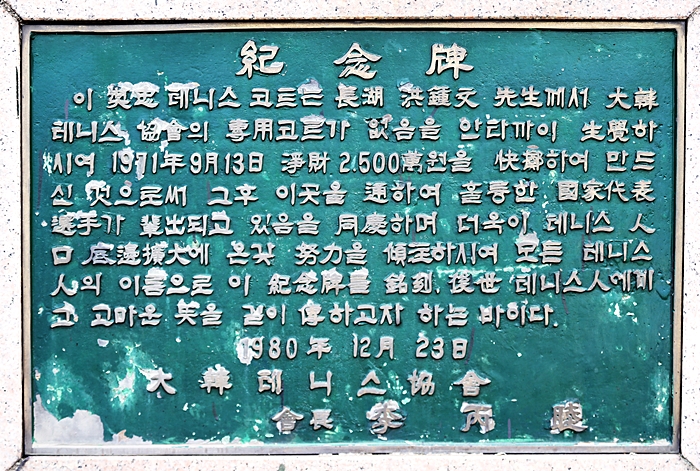 紀念牌
이 奬忠 테니스 코트는 長湖 洪鍾文 先生께서 大韓
테니스 協會의 專用코트가 없음을 안타까이 生覺하
시여 1971年 9月 13日 淨財 2.500萬원을 快擲하여 만드
신 것으로써 그후 이곳을 通하여 훌륭한 國家代表
選手가 輩出되고 있음을 同慶하며 더욱이 테니스 人
口 底邊擴大에 온갖 努力을 傾注하시여 모든 테니스
人의 이름으로 이 紀念牌를 銘刻, 後世 테니스人에게
고 고마운 뜻을 길이 傳하고자 하는 바이다.
1980年 12月 23日
大韓테니스協會
會長 李丙